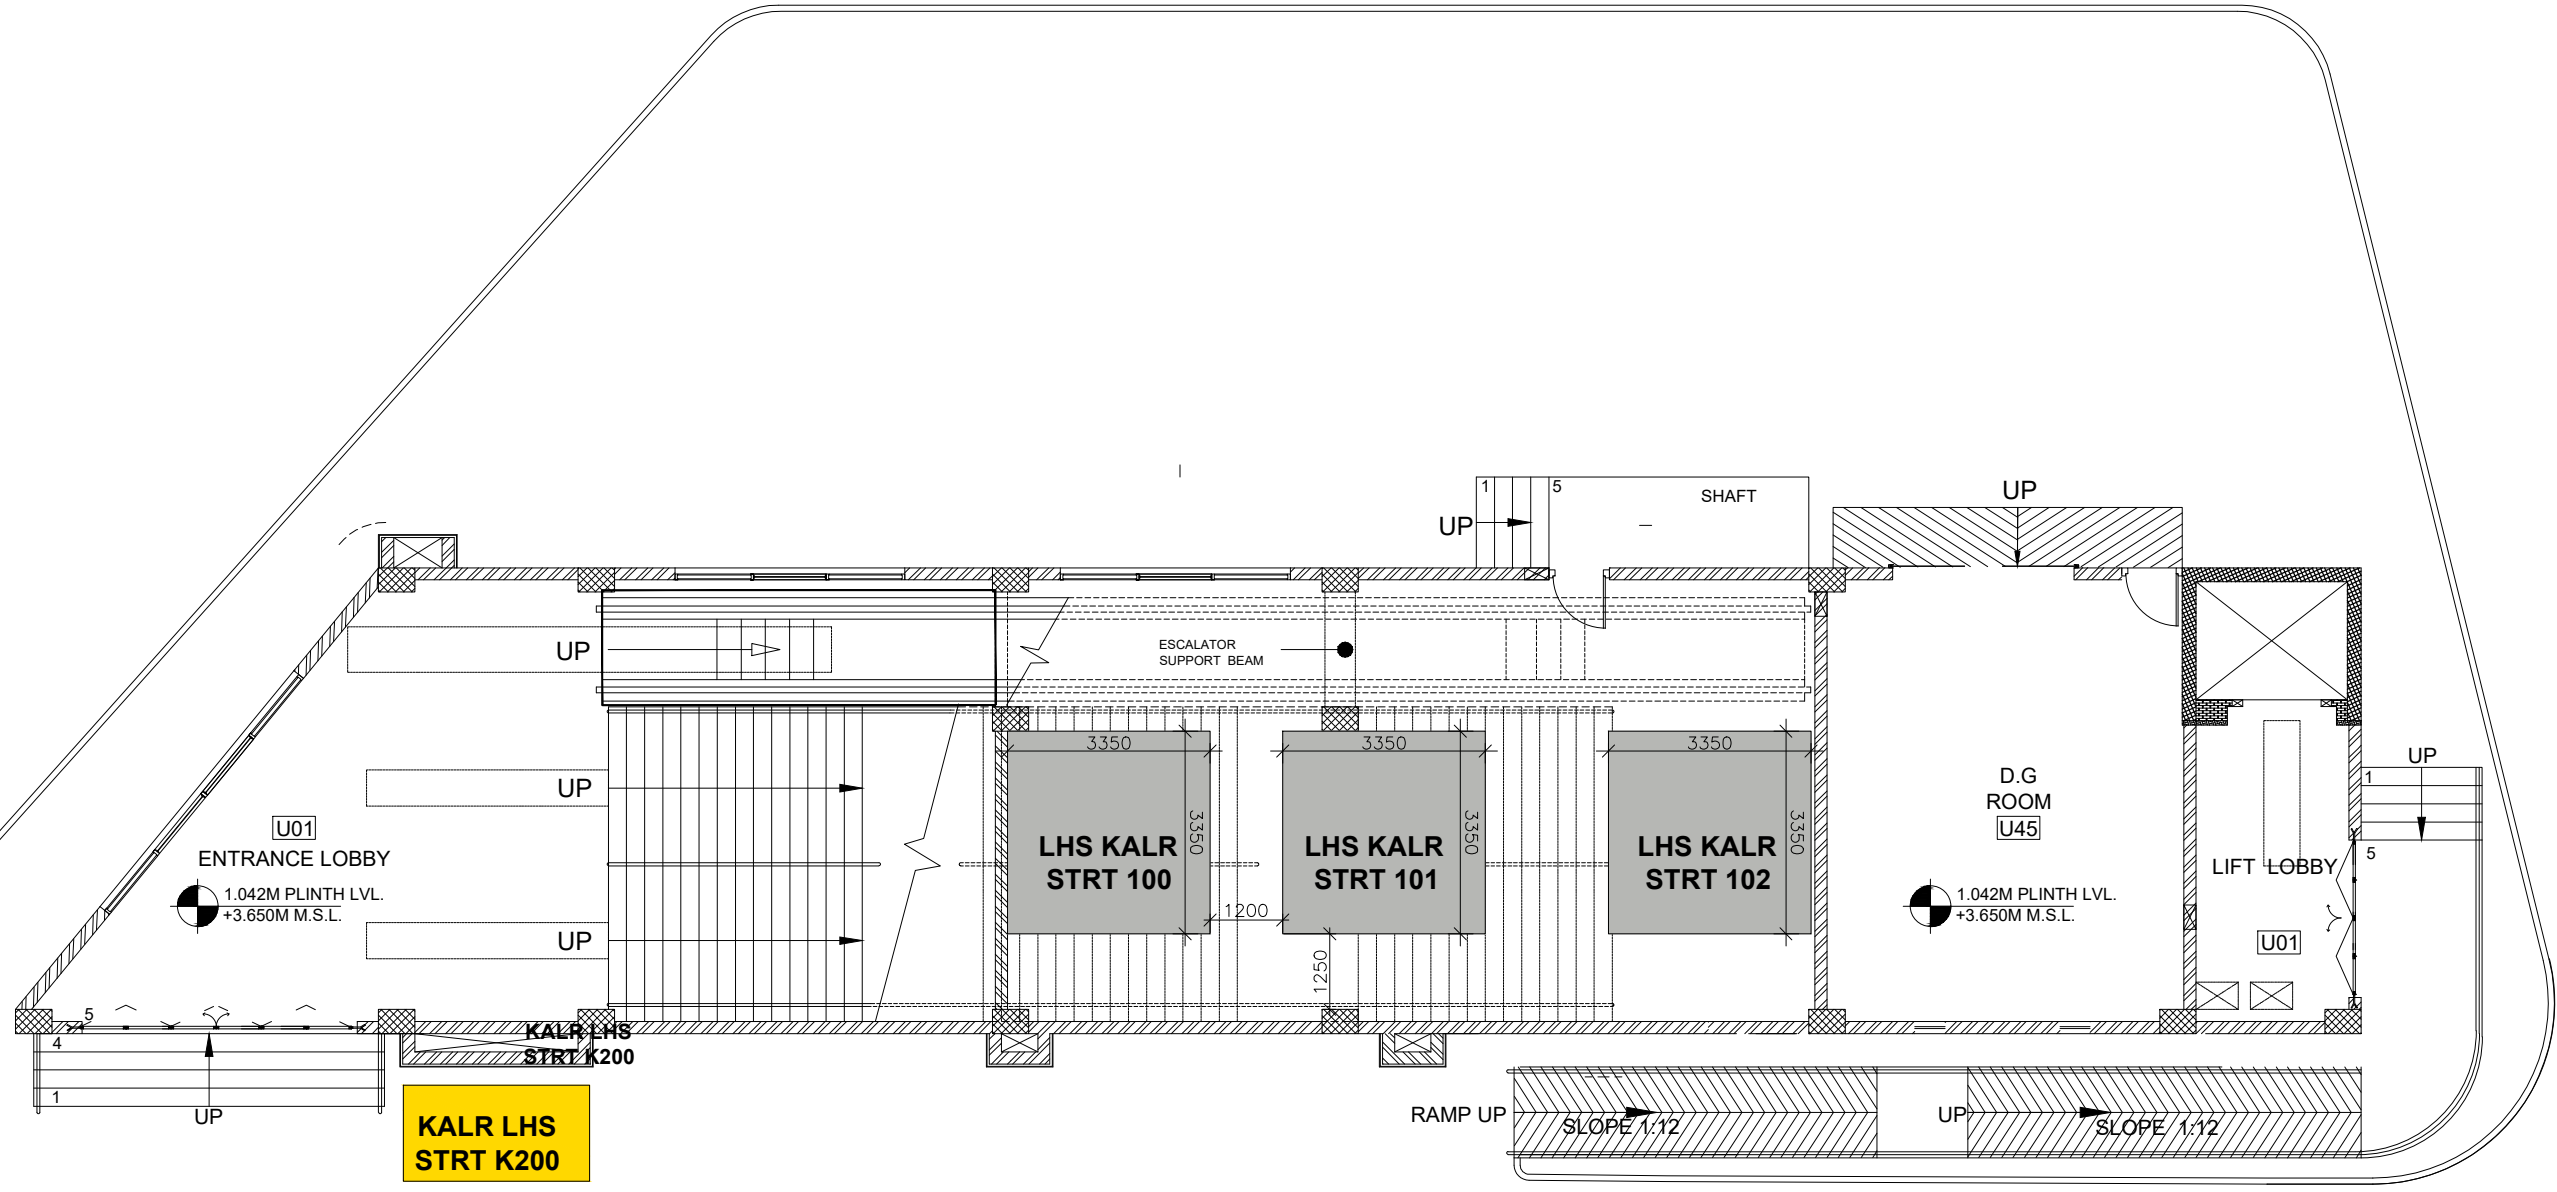 SHAFT
1
5
UP
UP
ESCALATOR
SUPPORT BEAM
UP
3350
3350
3350
UP
UP
D.G
ROOM
U45
1
3350
3350
3350
U01
ENTRANCE LOBBY
LHS KALR
STRT 100
LHS KALR
STRT 101
LHS KALR
STRT 102
5
LIFT LOBBY
1.042M PLINTH LVL.
+3.650M M.S.L.
1200
1.042M PLINTH LVL.
+3.650M M.S.L.
UP
U01
1250
5
4
1
UP
KALR LHS
STRT K200
KALR LHS
STRT K200
RAMP UP
SLOPE 1:12
UP
SLOPE 1:12